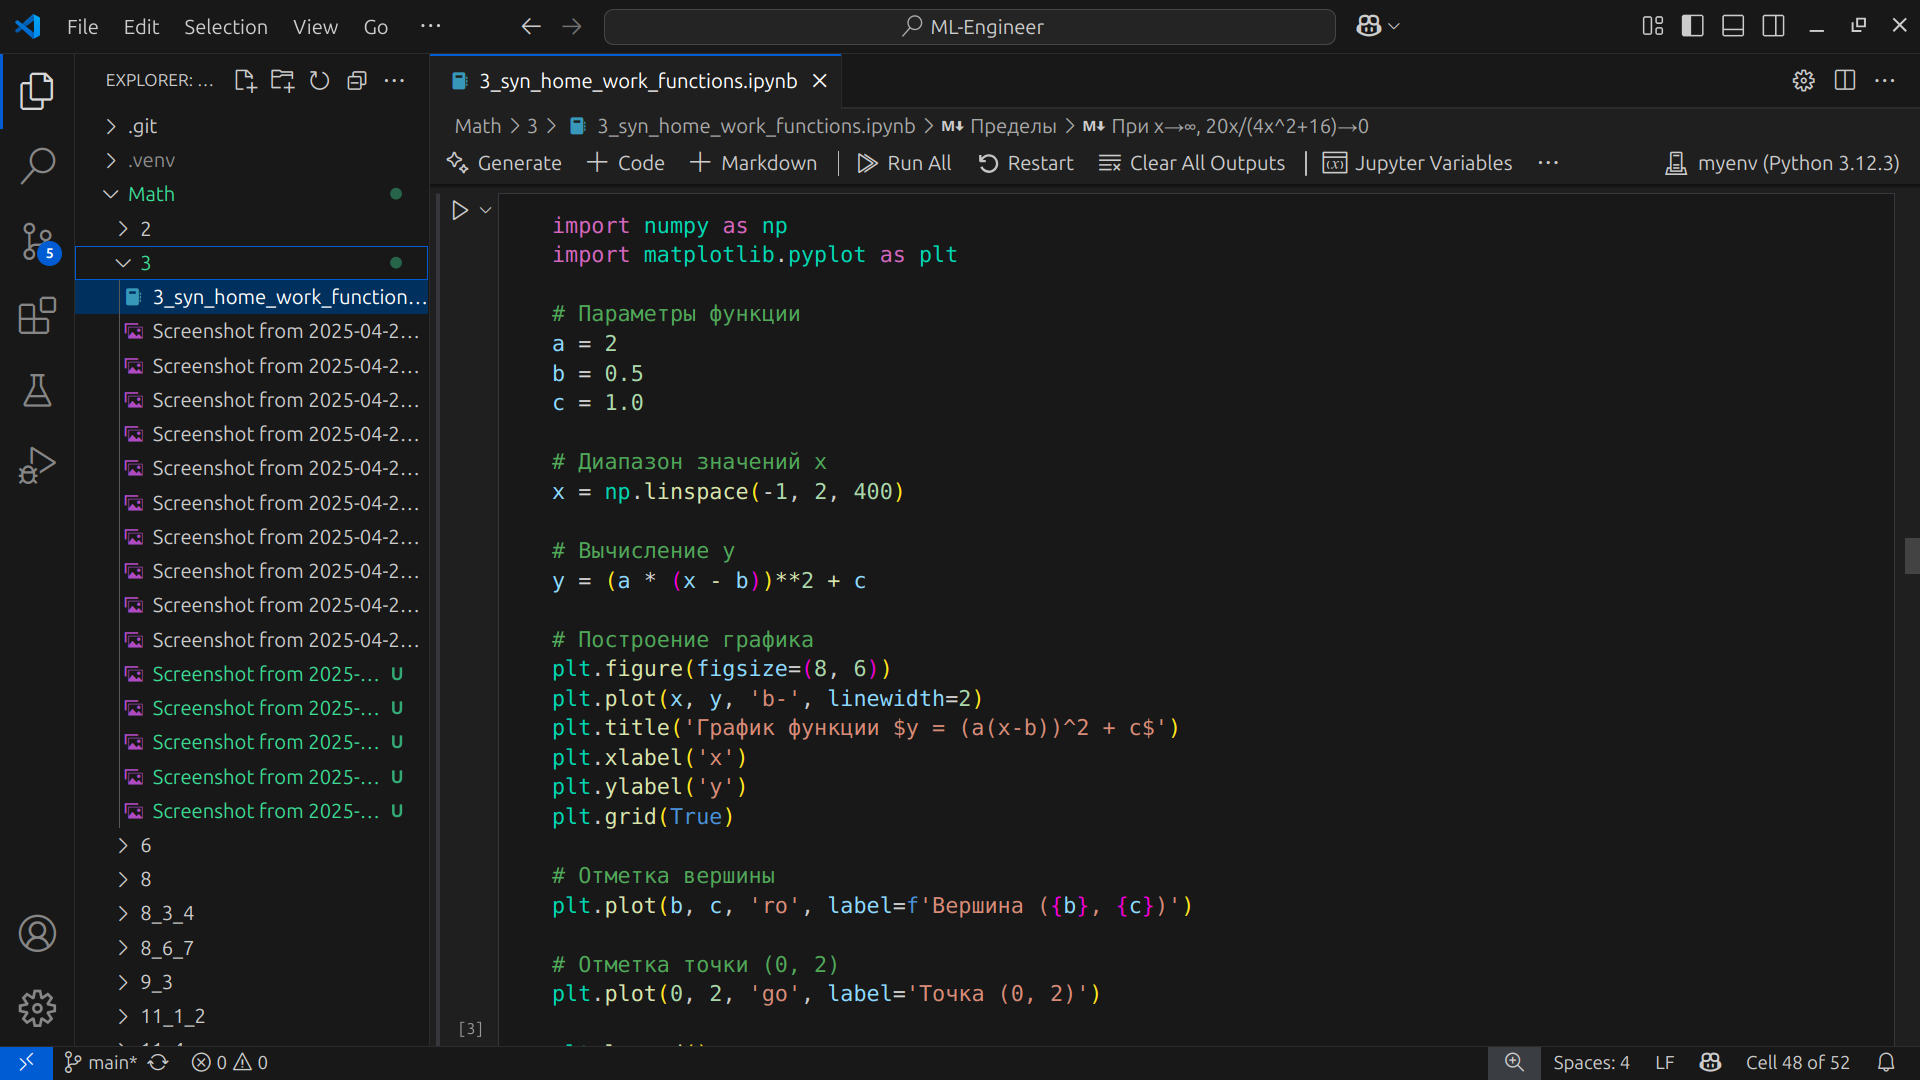 File Edit Selection View Go ···
ML-Engineer
EXPLORER: ...
.git
.venv
Math
2
3
3_syn_home_work_function...
Screenshot from 2025-04-2...
Screenshot from 2025-04-2...
Screenshot from 2025-04-2...
Screenshot from 2025-04-2...
Screenshot from 2025-04-2...
Screenshot from 2025-04-2...
Screenshot from 2025-04-2...
Screenshot from 2025-04-2...
Screenshot from 2025-04-2...
Screenshot from 2025-04-2...
Screenshot from 2025-... U
Screenshot from 2025-... U
Screenshot from 2025-... U
Screenshot from 2025-... U
Screenshot from 2025-... U
6
8
8_3_4
8_6_7
9_3
11_1_2
5
3_syn_home_work_functions.ipynb
Math > 3 > 3_syn_home_work_functions.ipynb > M↓ Пределы > M↓ При x→∞, 20x/(4x^2+16)→0
Generate + Code + Markdown | Run All Restart Clear All Outputs | Jupyter Variables ··· myenv (Python 3.12.3)
import numpy as np
import matplotlib.pyplot as plt
# Параметры функции
a = 2
b = 0.5
c = 1.0
# Диапазон значений x
x = np.linspace(-1, 2, 400)
# Вычисление y
y = (a * (x - b))**2 + c
# Построение графика
plt.figure(figsize=(8, 6))
plt.plot(x, y, 'b-', linewidth=2)
plt.title('График функции $y = (a(x-b))^2 + c$')
plt.xlabel('x')
plt.ylabel('y')
plt.grid(True)
# Отметка вершины
plt.plot(b, c, 'ro', label=f'Вершина ({b}, {c})')
# Отметка точки (0, 2)
plt.plot(0, 2, 'go', label='Точка (0, 2)')
[3]
main* 0 0
Spaces: 4 LF Cell 48 of 52